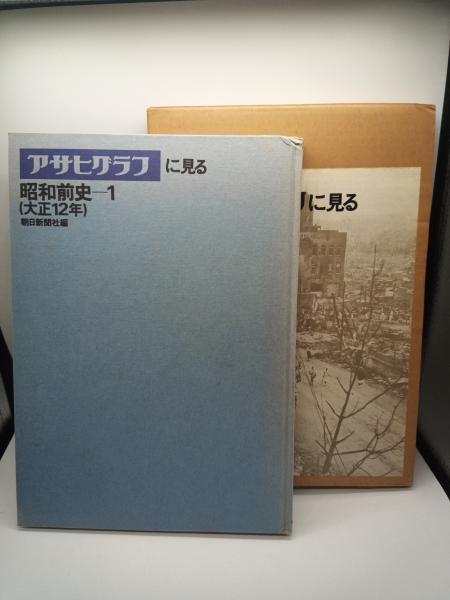 アサヒグラフ に見る
昭和前史―1
(大正12年)
朝日新聞社編
に見る